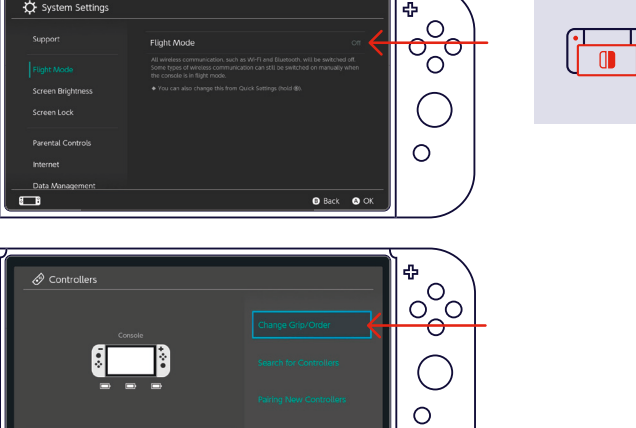 System Settings
Support
Flight Mode
Screen Brightness
Screen Lock
Parental Controls
Internet
Data Management
Flight Mode Off
All wireless communication, such as Wi-Fi and Bluetooth, will be switched off.
Some types of wireless communication can still be switched on manually when
the console is in flight mode.
You can also change this from Quick Settings (hold).
B Back A OK
Controllers
Console
Change Grip/Order
Search for Controllers
Pairing New Controllers